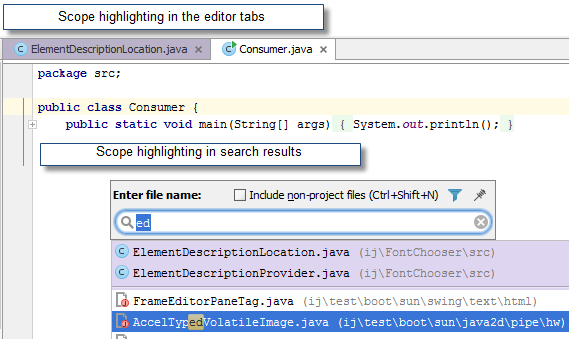 Scope highlighting in the editor tabs
ElementDescriptionLocation.java Consumer.java
package src;
public class Consumer {
public static void main(String[] args) { System.out.println(); }
Scope highlighting in search results
Enter file name: Include non-project files (Ctrl+Shift+N)
ed
ElementDescriptionLocation.java (ij\FontChooser\src)
ElementDescriptionProvider.java (ij\FontChooser\src)
FrameEditorPaneTag.java (ij\test\boot\sun\swing\text\html)
AccelTypedVolatileImage.java (ij\test\boot\sun\java2d\pipe\hw)